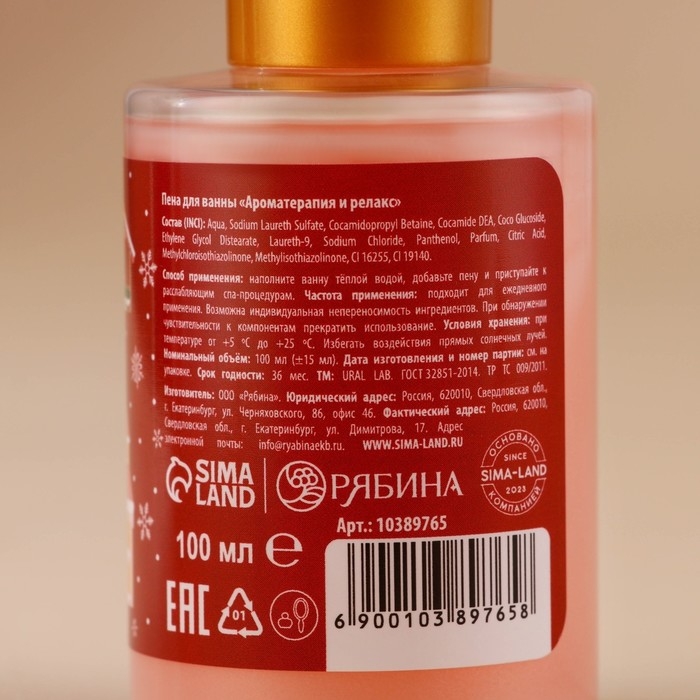 Пена для ванны «Ароматерапия и релакс»
Состав (INCI): Aqua, Sodium Laureth Sulfate, Cocamidopropyl Betaine, Cocamide DEA, Coco Glucoside,
Ethylene Glycol Distearate, Laureth-9, Sodium Chloride, Panthenol, Parfum, Citric Acid,
Methylchloroisothiazolinone, Methylisothiazolinone, CI 16255, CI 19140.
Способ применения: наполните ванну тёплой водой, добавьте пену и приступайте к
расслабляющим спа-процедурам. Частота применения: подходит для ежедневного
применения. Возможна индивидуальная непереносимость ингредиентов. При обнаружении
чувствительности к компонентам прекратить использование. Условия хранения: при
температуре от +5 °C до +25 °C. Избегать воздействия прямых солнечных лучей.
Номинальный объём: 100 мл (±15 мл). Дата изготовления и номер партии: см. на
упаковке. Срок годности: 36 мес. ТМ: URAL LAB. ГОСТ 32851-2014. ТР ТС 009/2011.
Изготовитель: ООО «Рябина». Юридический адрес: Россия, 620010, Свердловская обл.,
г. Екатеринбург, ул. Черняховского, 86, офис 46. Фактический адрес: Россия, 620010,
Свердловская обл., г. Екатеринбург, ул. Димитрова, 17. Адрес
электронной почты: info@ryabinaekb.ru. WWW.SIMA-LAND.RU
SIMA
LAND
РЯБИНА
ОСНОВАНО
SINCE
SIMA-LAND
2023
КОМПАНИЕЙ
Арт.: 10389765
100 мл e
EAC
01
6 900103 897658